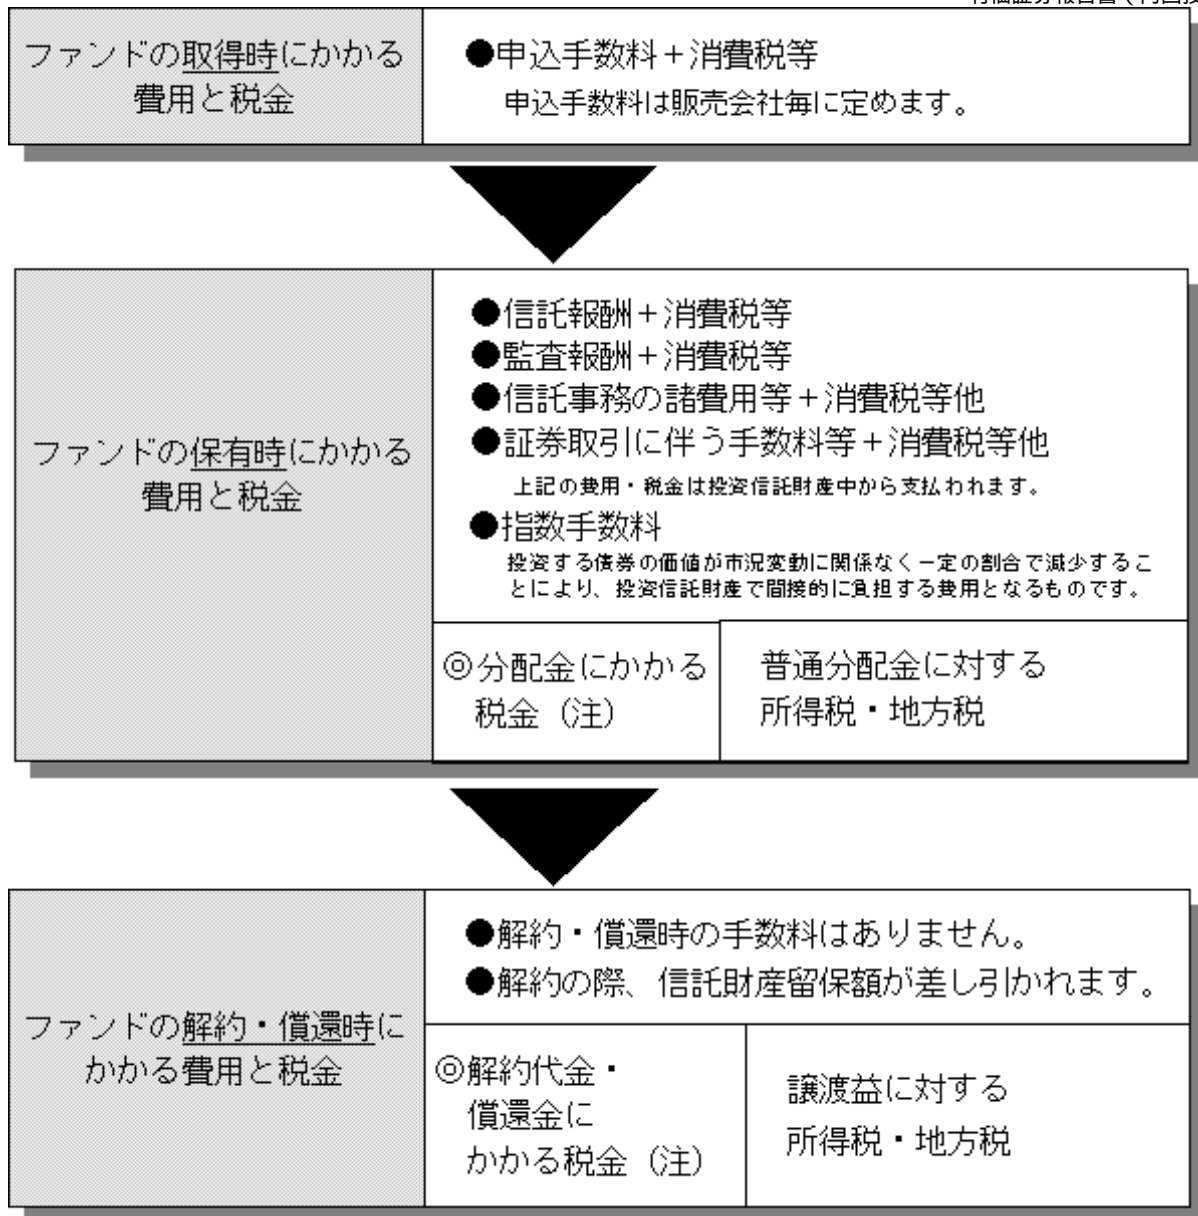 ファンドの取得時にかかる
費用と税金
●申込手数料＋消費税等
申込手数料は販売会社毎に定めます。
ファンドの保有時にかかる
費用と税金
●信託報酬＋消費税等
●監査報酬＋消費税等
●信託事務の諸費用等＋消費税等他
●証券取引に伴う手数料等＋消費税等他
上記の費用・税金は投資信託財産中から支払われます。
●指数手数料
投資する債券の価値が市況変動に関係なく一定の割合で減少するこ
とにより、投資信託財産で間接的に負担する費用となるものです。
◎分配金にかかる
税金（注）
普通分配金に対する
所得税・地方税
ファンドの解約・償還時に
かかる費用と税金
●解約・償還時の手数料はありません。
●解約の際、信託財産留保額が差し引かれます。
◎解約代金・
償還金に
かかる税金（注）
譲渡益に対する
所得税・地方税